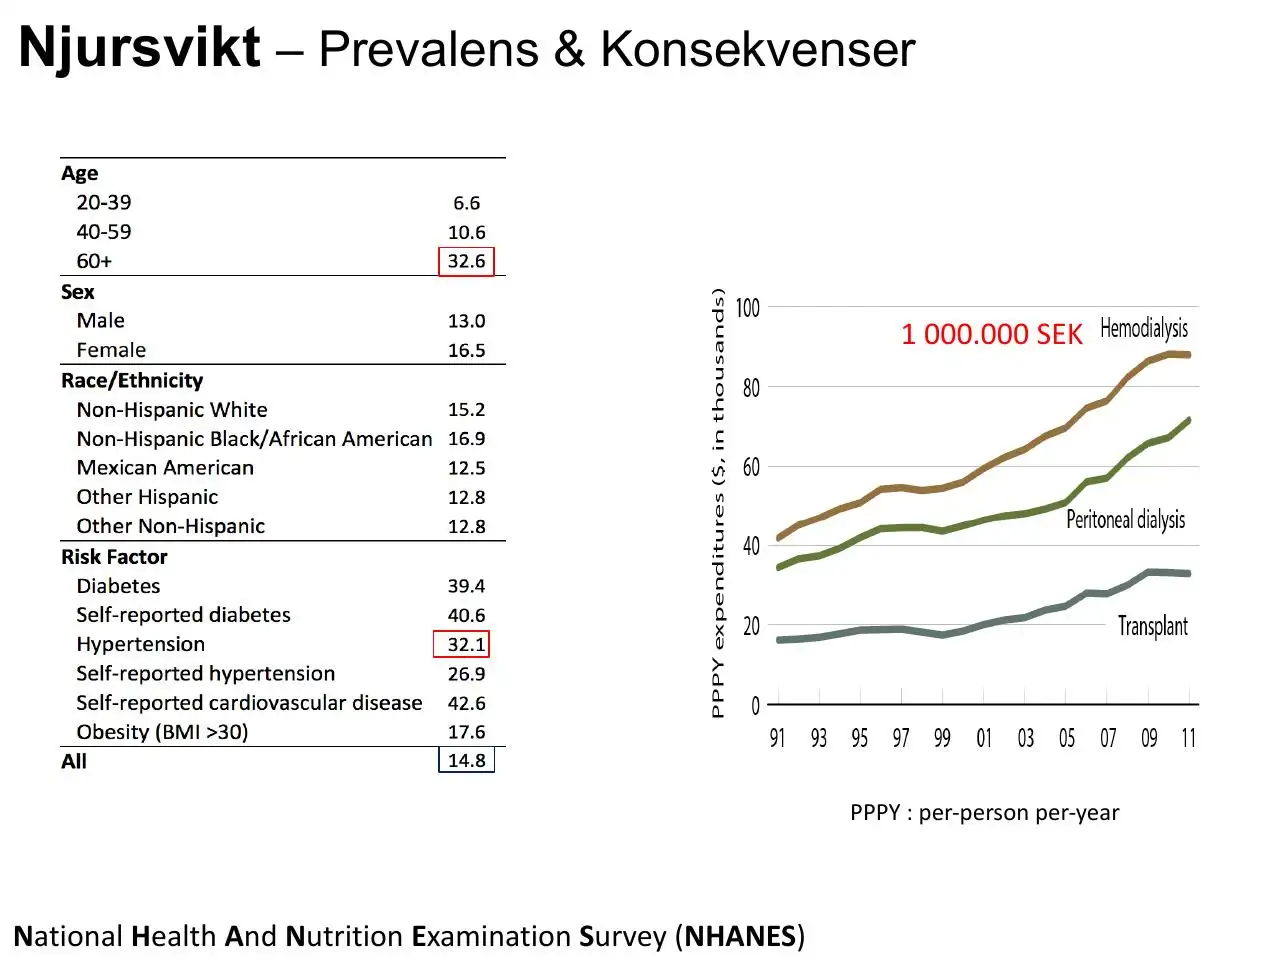 Njursvikt – Prevalens & Konsekvenser
Age
20-39 6.6
40-59 10.6
60+ 32.6
Sex
Male 13.0
Female 16.5
Race/Ethnicity
Non-Hispanic White 15.2
Non-Hispanic Black/African American 16.9
Mexican American 12.5
Other Hispanic 12.8
Other Non-Hispanic 12.8
Risk Factor
Diabetes 39.4
Self-reported diabetes 40.6
Hypertension 32.1
Self-reported hypertension 26.9
Self-reported cardiovascular disease 42.6
Obesity (BMI >30) 17.6
All 14.8
PPPY expenditures ($, in thousands)
100
80
60
40
20
0
1 000.000 SEK
Hemodialysis
Peritoneal dialysis
Transplant
91 93 95 97 99 01 03 05 07 09 11
PPPY : per-person per-year
National Health And Nutrition Examination Survey (NHANES)